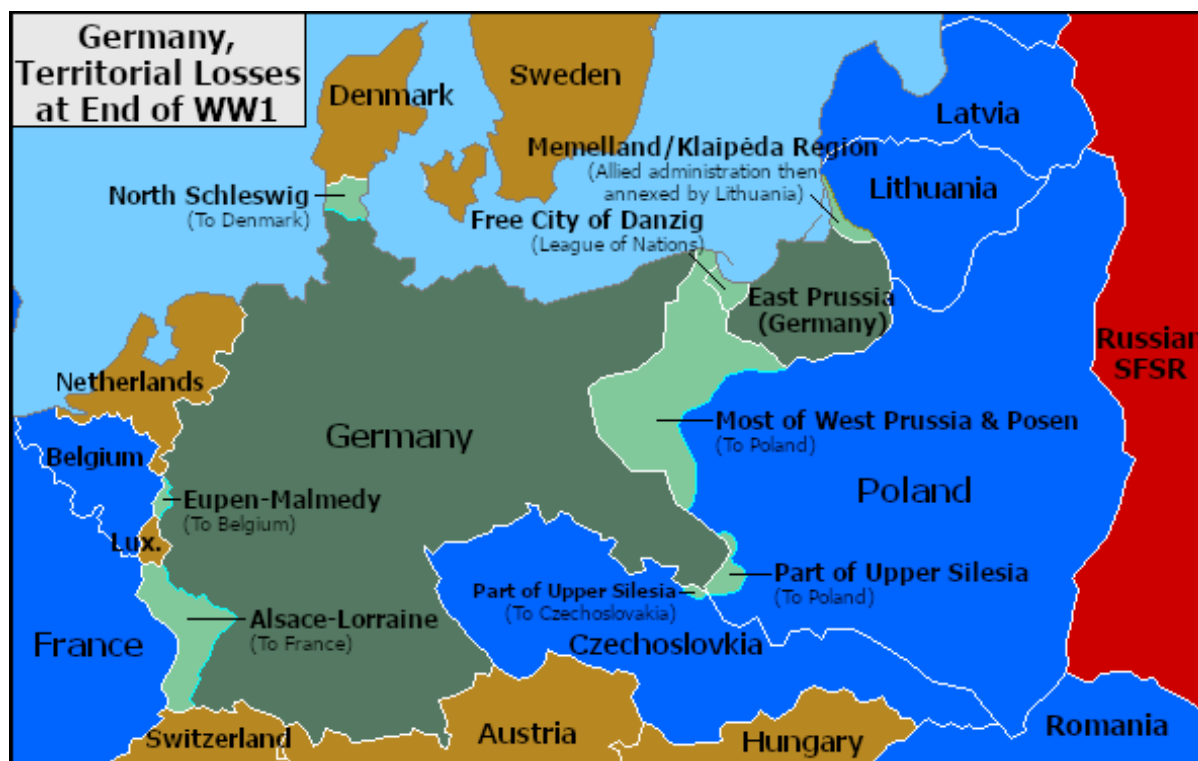 Germany,
Territorial Losses
at End of WW1
Denmark
Sweden
Latvia
Memelland/Klaipėda Region
(Allied administration then
annexed by Lithuania)
Lithuania
North Schleswig
(To Denmark)
Free City of Danzig
(League of Nations)
East Prussia
(Germany)
Russian
SFSR
Netherlands
Germany
Most of West Prussia & Posen
(To Poland)
Belgium
Poland
Eupen-Malmedy
(To Belgium)
Lux.
Part of Upper Silesia
(To Poland)
Part of Upper Silesia
(To Czechoslovakia)
Alsace-Lorraine
(To France)
France
Czechoslovkia
Switzerland
Austria
Hungary
Romania